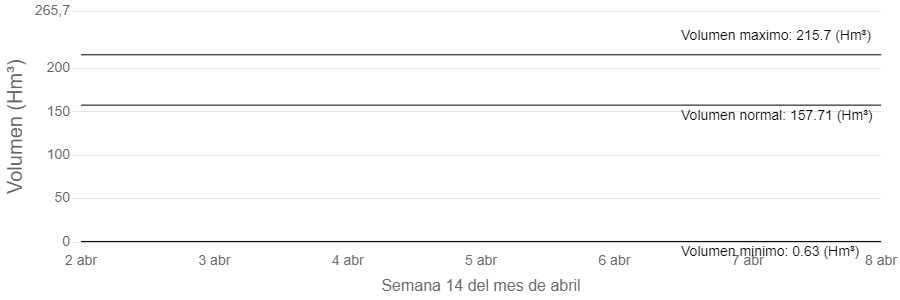 265,7
Volumen maximo: 215.7 (Hm³)
200
150
Volumen normal: 157.71 (Hm³)
100
50
0
Volumen minimo: 0.63 (Hm³)
2 abr
3 abr
4 abr
5 abr
6 abr
7 abr
8 abr
Semana 14 del mes de abril
Volumen (Hm³)